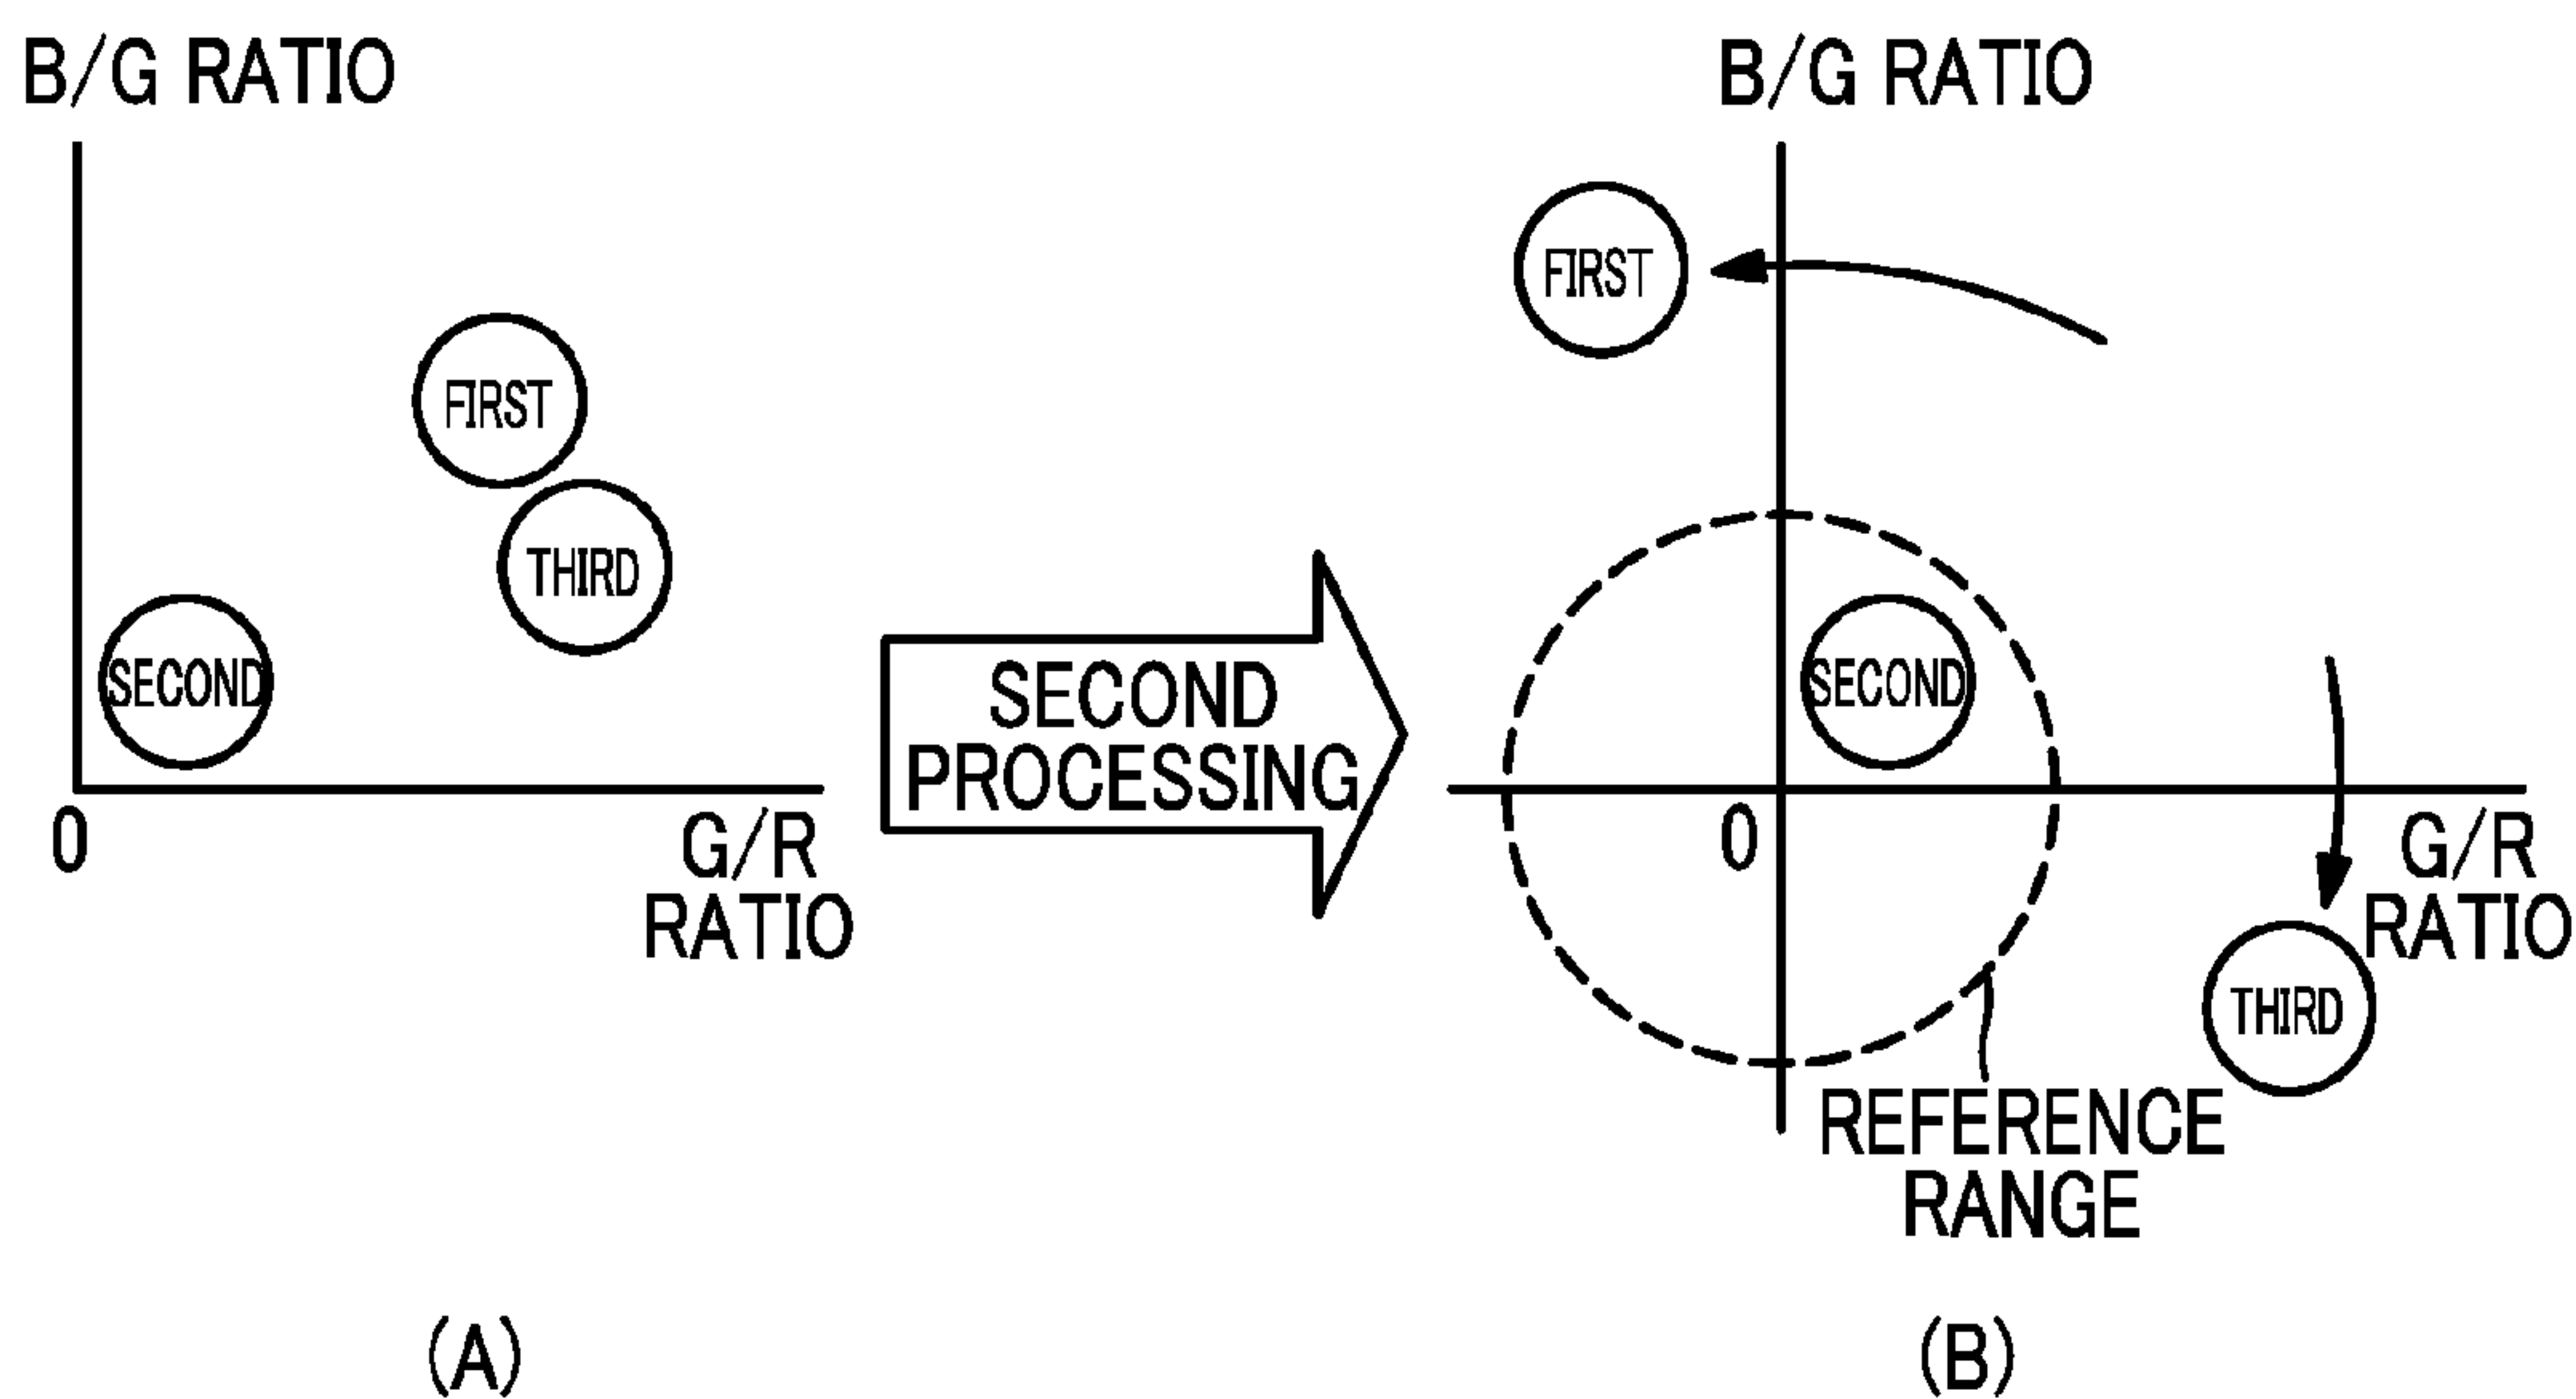 B/G RATIO
FIRST
THIRD
SECOND
0
G/R
RATIO
(A)
SECOND
PROCESSING
B/G RATIO
FIRST
SECOND
0
G/R
RATIO
THIRD
REFERENCE
RANGE
(B)